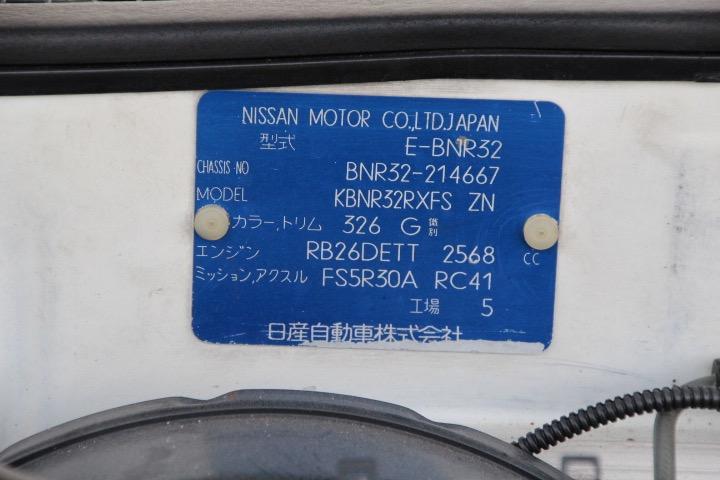 NISSAN MOTOR CO.,LTD.JAPAN
型式 E-BNR32
CHASSIS NO BNR32-214667
MODEL KBNR32RXFS ZN
カラー,トリム 326 G 識別
エンジン RB26DETT 2568 CC
ミッション,アクスル FS5R30A RC41
工場 5
日産自動車株式会社